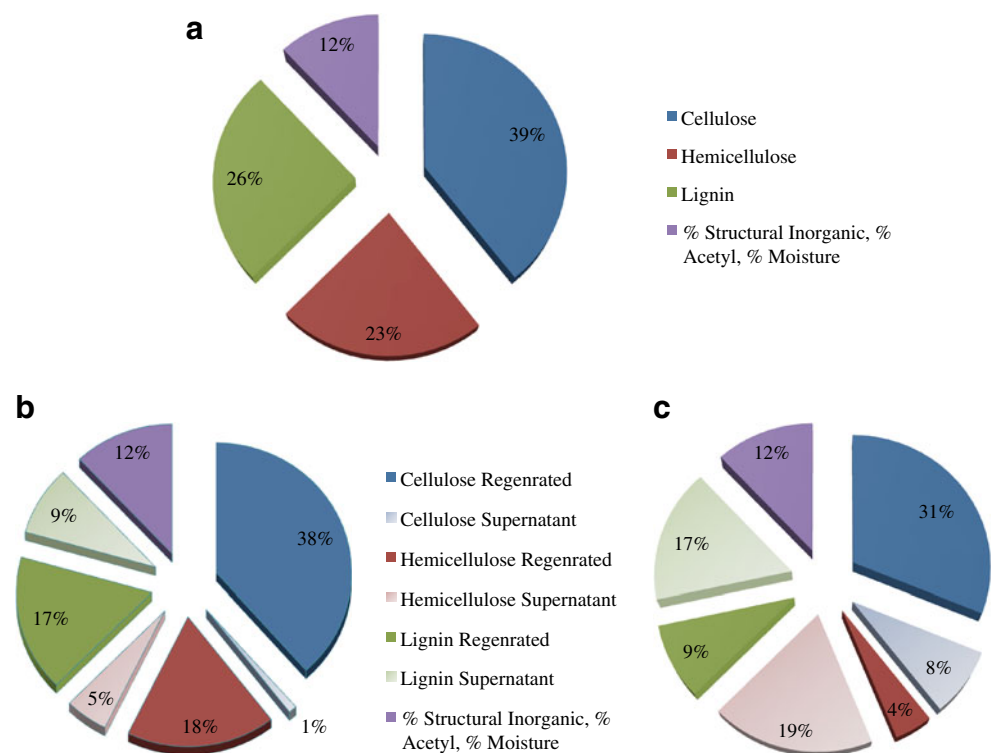 a
12%
39%
26%
23%
Cellulose
Hemicellulose
Lignin
% Structural Inorganic, %
Acetyl, % Moisture
b
12%
9%
38%
17%
5%
18%
1%
Cellulose Regenrated
Cellulose Supernatant
Hemicellulose Regenrated
Hemicellulose Supernatant
Lignin Regenrated
Lignin Supernatant
% Structural Inorganic, %
Acetyl, % Moisture
c
12%
31%
17%
9%
8%
4%
19%